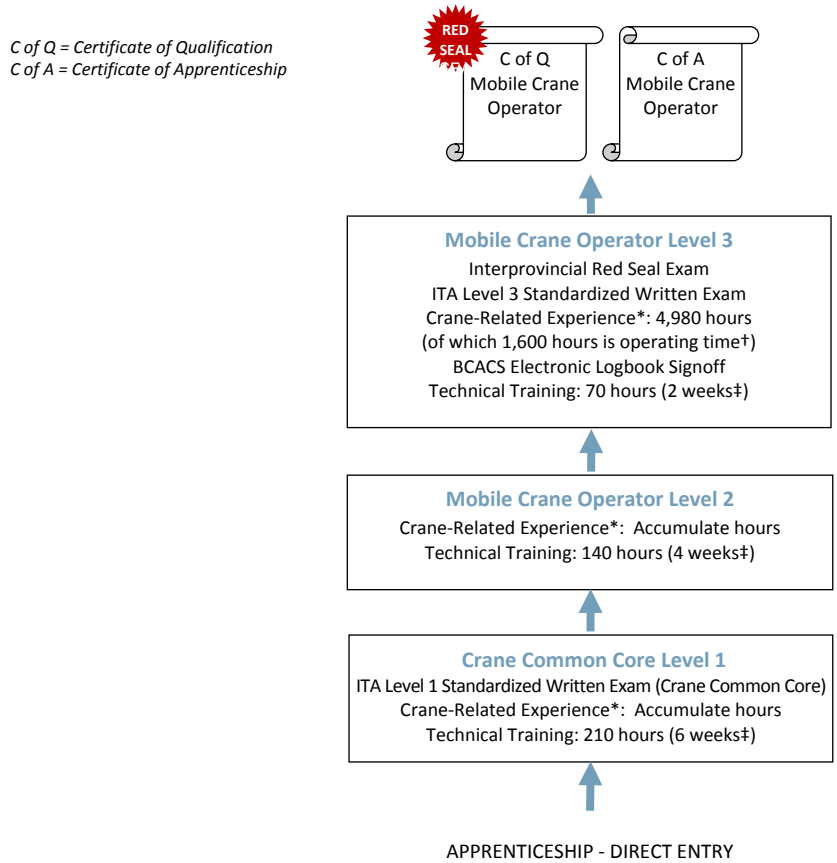 C of Q = Certificate of Qualification
C of A = Certificate of Apprenticeship
RED
SEAL
C of Q
Mobile Crane
Operator
C of A
Mobile Crane
Operator
Mobile Crane Operator Level 3
Interprovincial Red Seal Exam
ITA Level 3 Standardized Written Exam
Crane-Related Experience*: 4,980 hours
(of which 1,600 hours is operating time†)
BCACS Electronic Logbook Signoff
Technical Training: 70 hours (2 weeks‡)
Mobile Crane Operator Level 2
Crane-Related Experience*: Accumulate hours
Technical Training: 140 hours (4 weeks‡)
Crane Common Core Level 1
ITA Level 1 Standardized Written Exam (Crane Common Core)
Crane-Related Experience*: Accumulate hours
Technical Training: 210 hours (6 weeks‡)
APPRENTICESHIP - DIRECT ENTRY